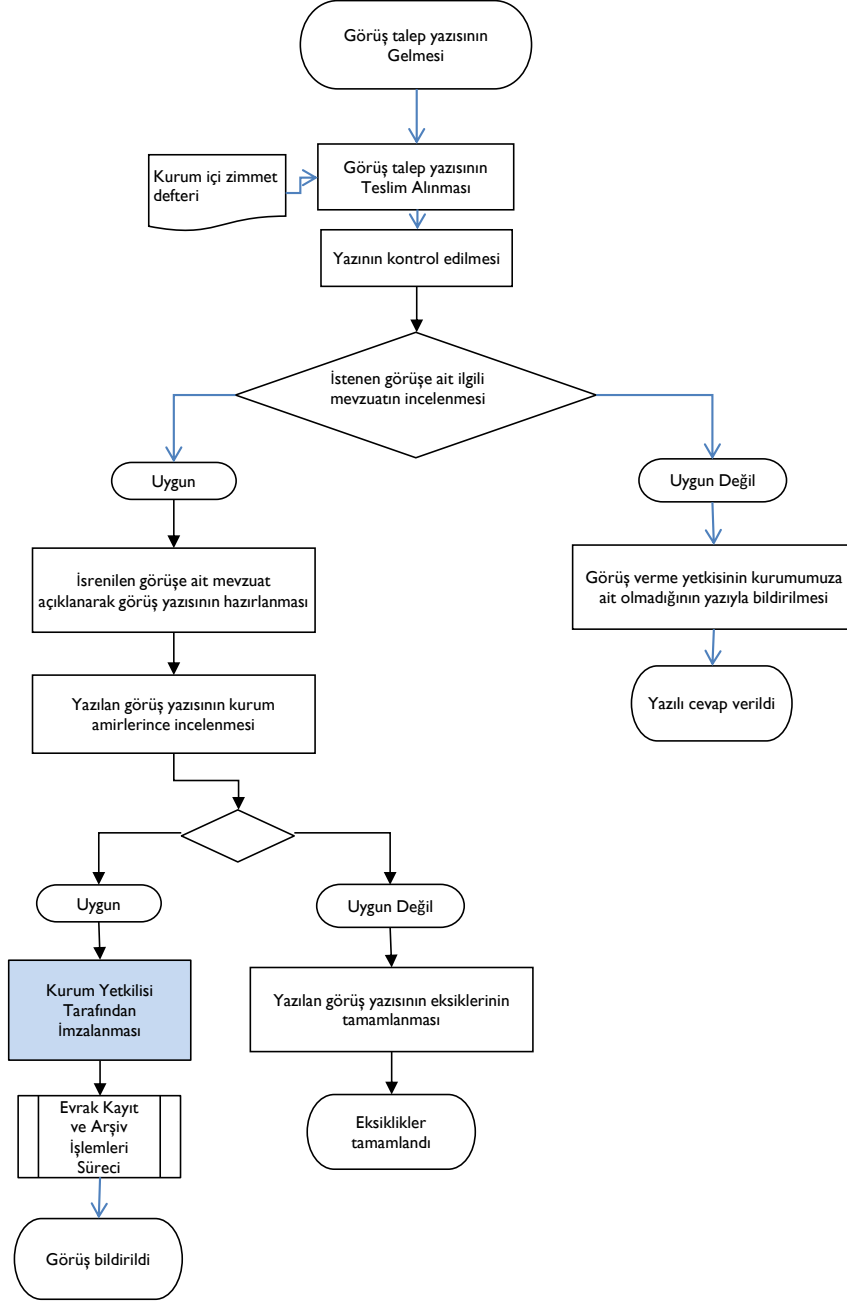 Görüş talep yazısının
Gelmesi
Kurum içi zimmet
defteri
Görüş talep yazısının
Teslim Alınması
Yazının kontrol edilmesi
İstenen görüşe ait ilgili
mevzuatın incelenmesi
Uygun
Uygun Değil
İsrenilen görüşe ait mevzuat
açıklanarak görüş yazısının hazırlanması
Görüş verme yetkisinin kurumumuza
ait olmadığının yazıyla bildirilmesi
Yazılan görüş yazısının kurum
amirlerince incelenmesi
Yazılı cevap verildi
Uygun
Uygun Değil
Kurum Yetkilisi
Tarafından
İmzalanması
Yazılan görüş yazısının eksiklerinin
tamamlanması
Evrak Kayıt
ve Arşiv
İşlemleri
Süreci
Eksiklikler
tamamlandı
Görüş bildirildi